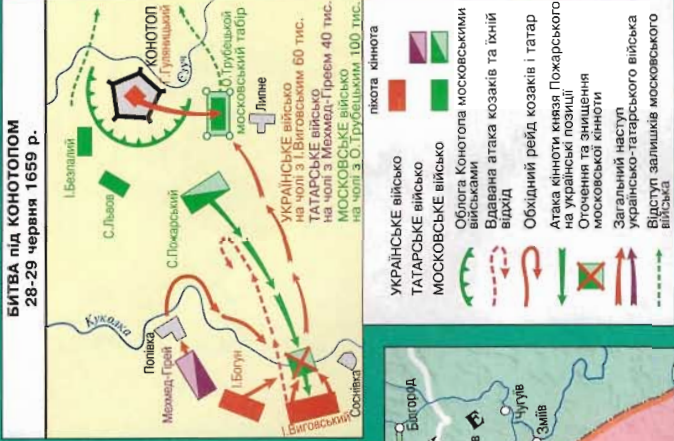 БИТВА під КОНОТОПОМ
28-29 червня 1659 р.
І.Безпалий
С.Львов
КОНОТОП
Г.Гуляницький
Єзуч
О.Трубецькой
московський табір
Липне
С.Пожарський
Куколка
Попівка
Мехмед-Гірей
І.Богун
І.Виговський
Соснівка
УКРАЇНСЬКЕ військо
на чолі з І.Виговським 60 тис.
ТАТАРСЬКЕ військо
на чолі з Мехмед-Гіреєм 40 тис.
МОСКОВСЬКЕ військо
на чолі з О.Трубецьким 100 тис.
піхота кіннота
УКРАЇНСЬКЕ військо
ТАТАРСЬКЕ військо
МОСКОВСЬКЕ військо
Облога Конотопа московськими
військами
Вдавана атака козаків та їхній
відхід
Обхідний рейд козаків і татар
Атака кінноти князя Пожарського
на українські позиції
Оточення та знищення
московської кінноти
Загальний наступ
українсько-татарського війська
Відступ залишків московського
війська
Білгород
Чугуїв
Зміїв
Е